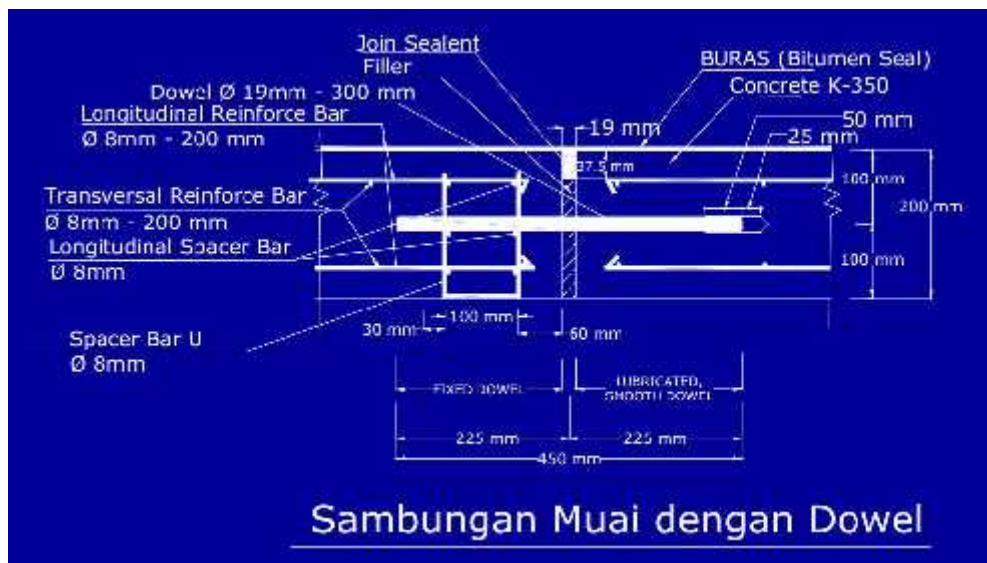 Join Sealent
Filler
BURAS (Bitumen Seal)
Concrete K-350
Dowel Ø 19mm - 300 mm
Longitudinal Reinforce Bar
Ø 8mm - 200 mm
19 mm
50 mm
25 mm
37.5 mm
100 mm
200 mm
Transversal Reinforce Bar
Ø 8mm - 200 mm
Longitudinal Spacer Bar
Ø 8mm
100 mm
100 mm
30 mm
60 mm
Spacer Bar U
Ø 8mm
FIXED DOWEL
LUBRICATED,
SMOOTH DOWEL
225 mm
225 mm
450 mm
Sambungan Muai dengan Dowel